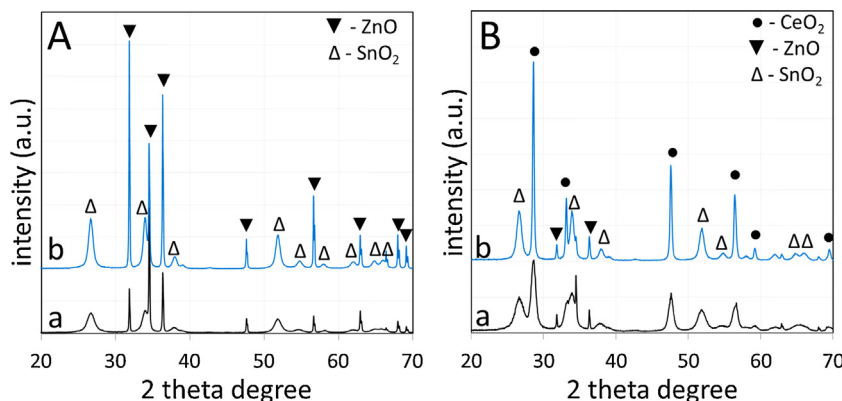 A
▼ - ZnO
Δ - SnO₂
intensity (a.u.)
b
a
20 30 40 50 60 70
2 theta degree
B
● - CeO₂
▼ - ZnO
Δ - SnO₂
intensity (a.u.)
b
a
20 30 40 50 60 70
2 theta degree